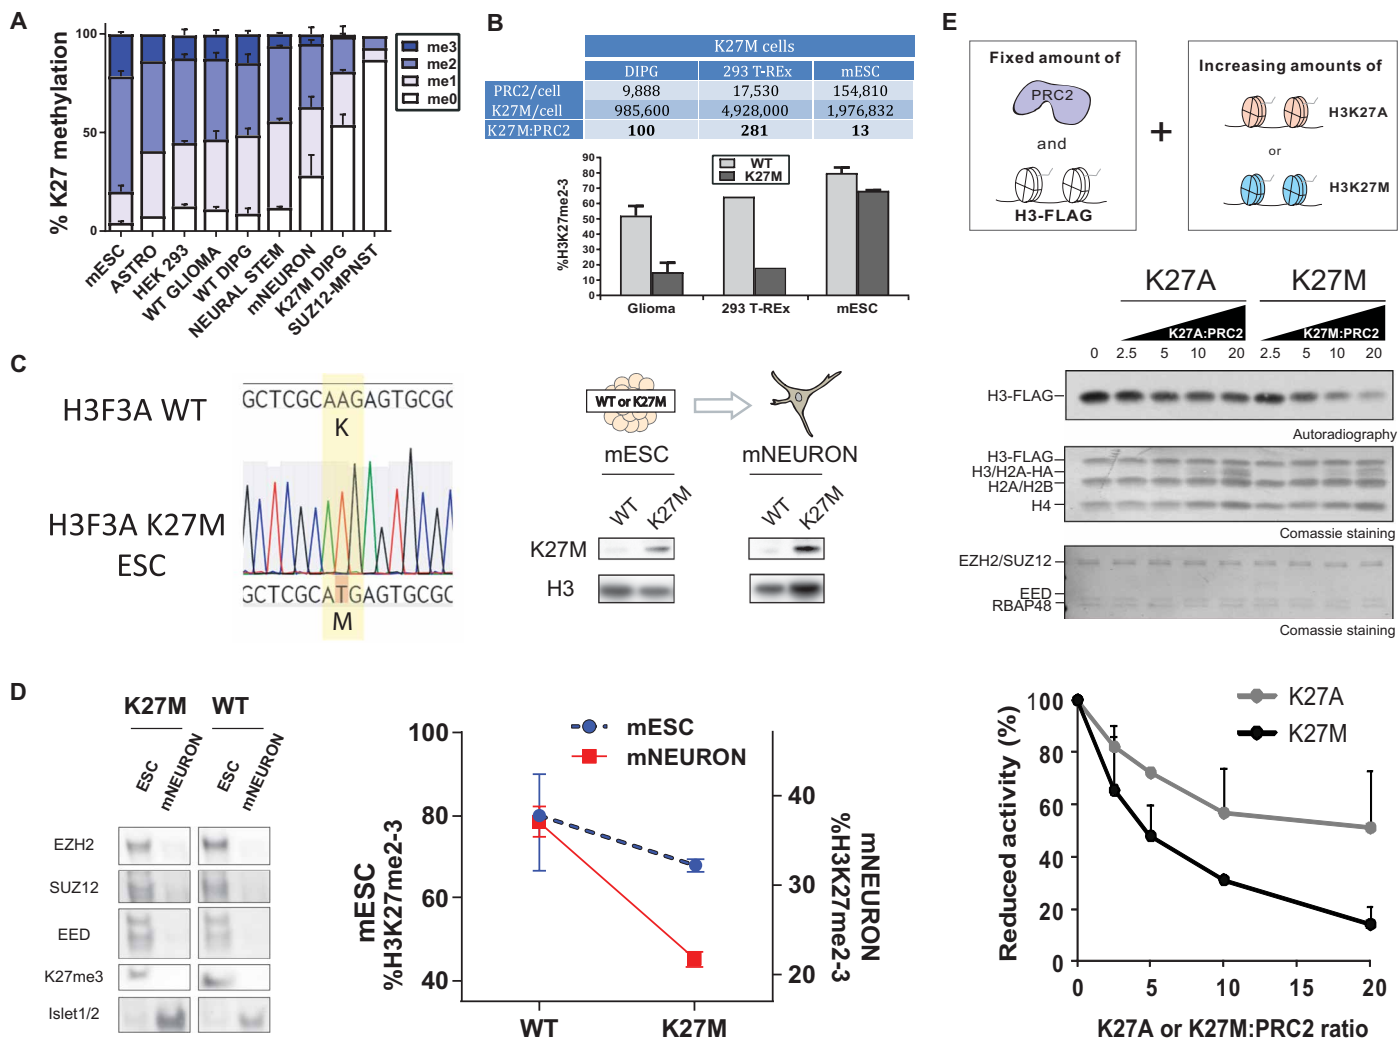 A
% K27 methylation
100
50
0
me3
me2
me1
me0
mESC
ASTRO
HEK 293
WT GLIOMA
WT DIPG
NEURAL STEM
mNEURON
K27M DIPG
SUZ12-MPNST
B
K27M cells
DIPG 293 T-REx mESC
PRC2/cell 9,888 17,530 154,810
K27M/cell 985,600 4,928,000 1,976,832
K27M:PRC2 100 281 13
%H3K27me2-3
90
80
70
60
50
40
30
20
10
0
WT
K27M
Glioma 293 T-REx mESC
C
H3F3A WT
GCTCGCAAGAGTGCGC
K
H3F3A K27M
ESC
GCTCGCATGAGTGCGC
M
WT or K27M
mESC mNEURON
WT K27M WT K27M
K27M
H3
D
K27M WT
ESC mNEURON ESC mNEURON
EZH2
SUZ12
EED
K27me3
Islet1/2
mESC
%H3K27me2-3
100
80
60
40
mESC
mNEURON
40
30
20
mNEURON
%H3K27me2-3
WT K27M
E
Fixed amount of
PRC2
and
H3-FLAG
+
Increasing amounts of
H3K27A
or
H3K27M
K27A K27M
K27A:PRC2 K27M:PRC2
0 2.5 5 10 20 2.5 5 10 20
H3-FLAG
Autoradiography
H3-FLAG
H3/H2A-HA
H2A/H2B
H4
Comassie staining
EZH2/SUZ12
EED
RBAP48
Comassie staining
Reduced activity (%)
100
80
60
40
20
0
K27A
K27M
0 5 10 15 20
K27A or K27M:PRC2 ratio